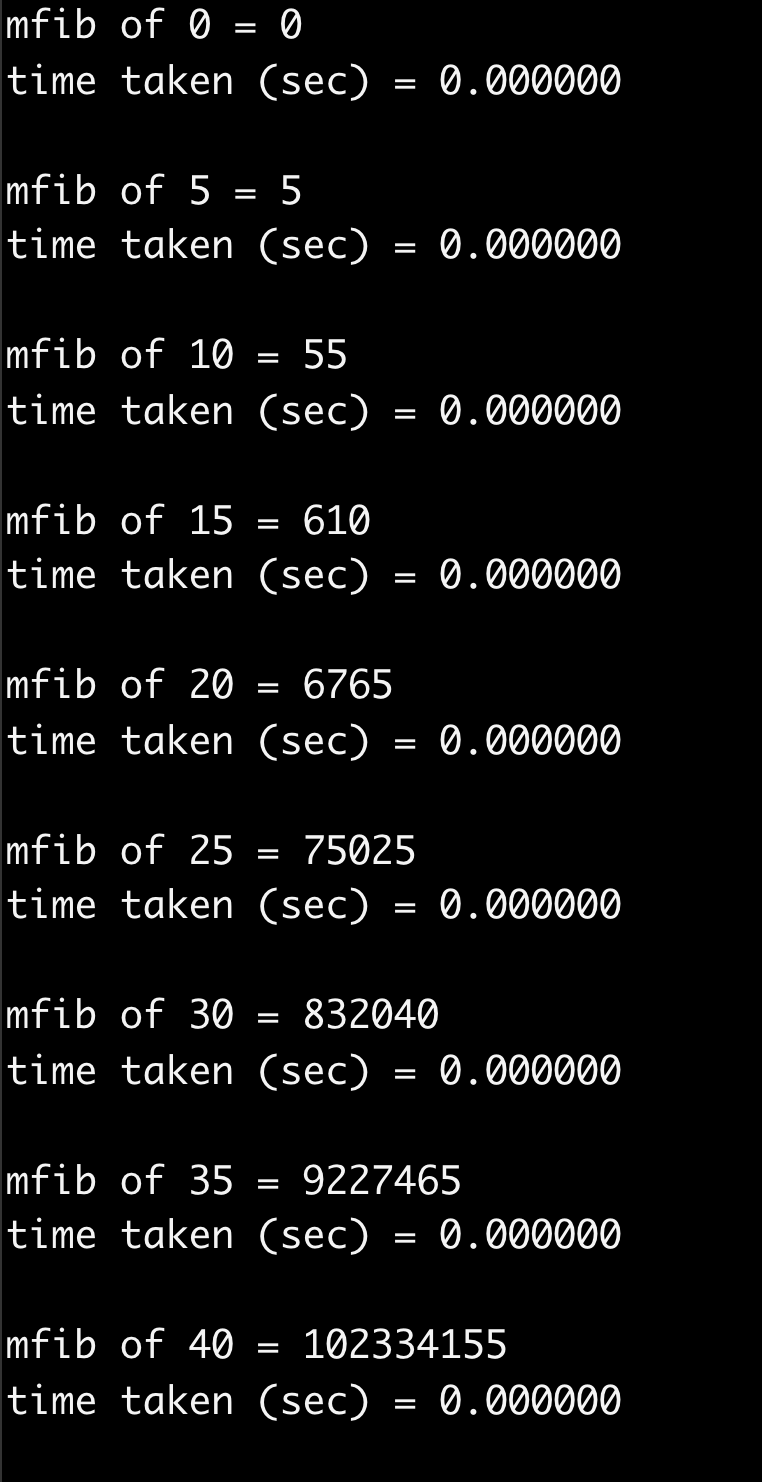 mfib of 0 = 0
time taken (sec) = 0.000000
mfib of 5 = 5
time taken (sec) = 0.000000
mfib of 10 = 55
time taken (sec) = 0.000000
mfib of 15 = 610
time taken (sec) = 0.000000
mfib of 20 = 6765
time taken (sec) = 0.000000
mfib of 25 = 75025
time taken (sec) = 0.000000
mfib of 30 = 832040
time taken (sec) = 0.000000
mfib of 35 = 9227465
time taken (sec) = 0.000000
mfib of 40 = 102334155
time taken (sec) = 0.000000